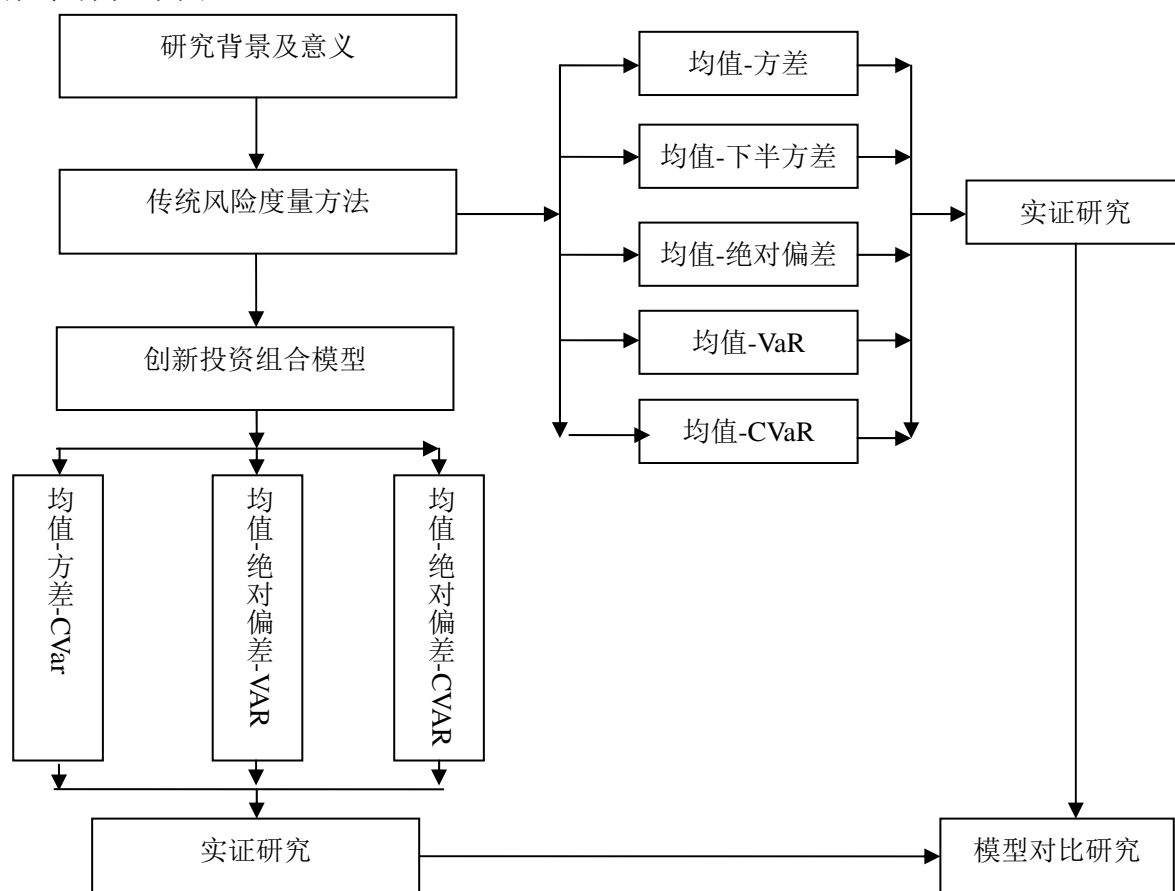 研究背景及意义
均值-方差
均值-下半方差
传统风险度量方法
实证研究
均值-绝对偏差
均值-VaR
创新投资组合模型
均值-CVaR
均值-方差-CVar
均值-绝对偏差-VAR
均值-绝对偏差-CVAR
实证研究
模型对比研究